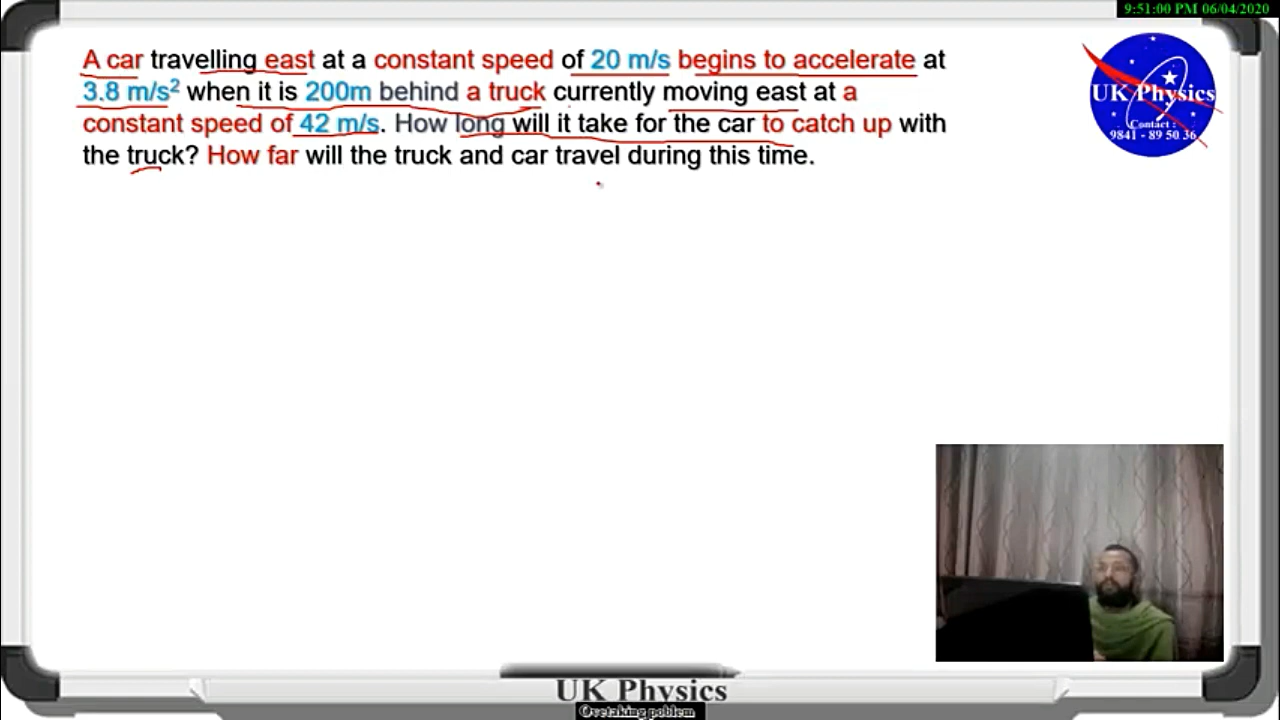 9:51:00 PM 06/04/2020
A car travelling east at a constant speed of 20 m/s begins to accelerate at
3.8 m/s² when it is 200m behind a truck currently moving east at a
constant speed of 42 m/s. How long will it take for the car to catch up with
the truck? How far will the truck and car travel during this time.
UK Physics
Contact :
9841 - 89 50 36
UK Physics
Ovetaking poblem